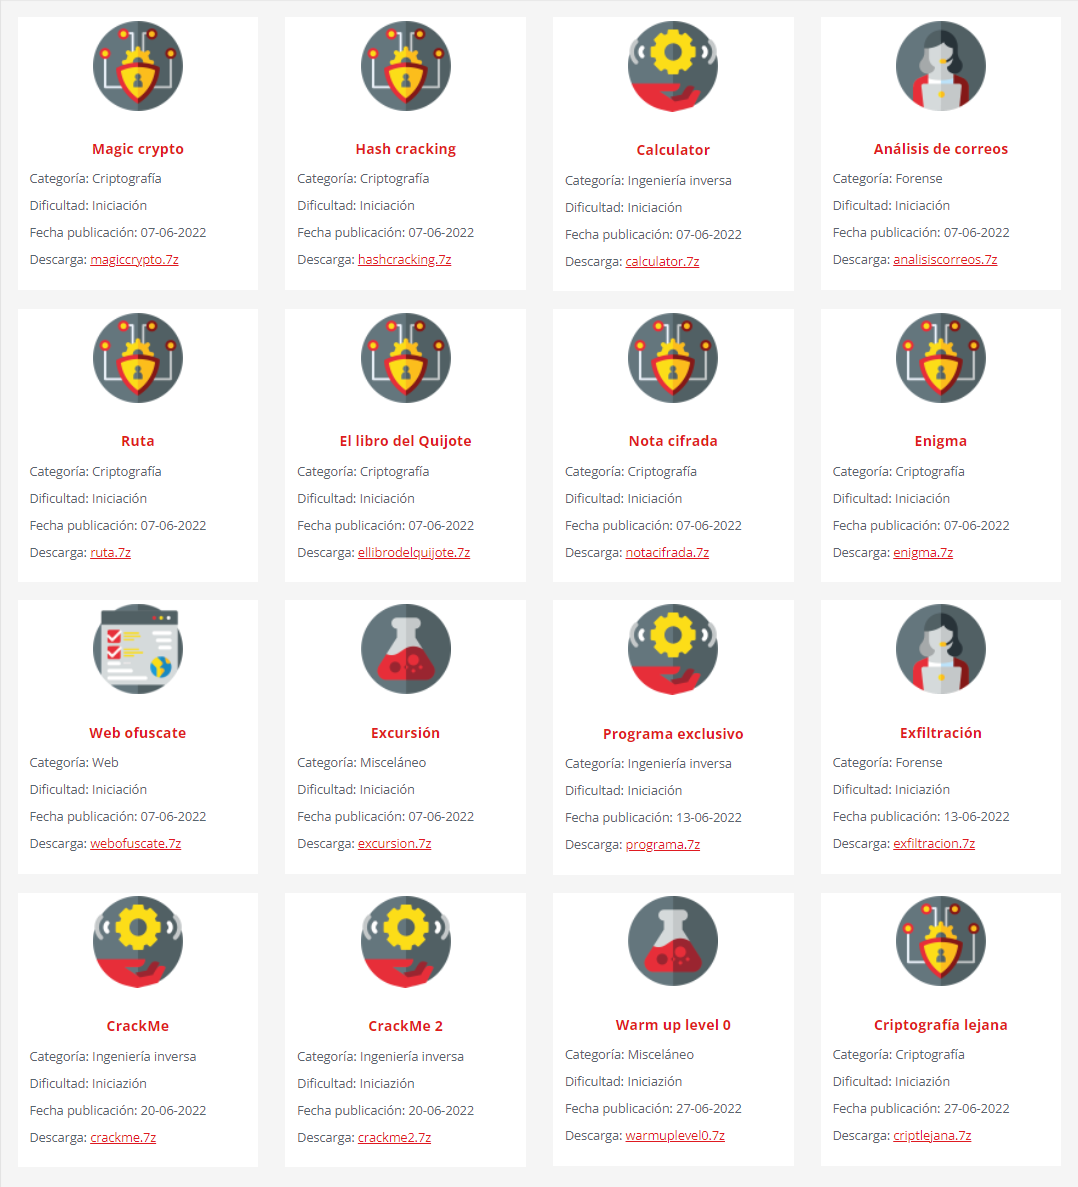 Magic crypto
Categoría: Criptografía
Dificultad: Iniciación
Fecha publicación: 07-06-2022
Descarga: magiccrypto.7z
Hash cracking
Categoría: Criptografía
Dificultad: Iniciación
Fecha publicación: 07-06-2022
Descarga: hashcracking.7z
Calculator
Categoría: Ingeniería inversa
Dificultad: Iniciación
Fecha publicación: 07-06-2022
Descarga: calculator.7z
Análisis de correos
Categoría: Forense
Dificultad: Iniciación
Fecha publicación: 07-06-2022
Descarga: analisiscorreos.7z
Ruta
Categoría: Criptografía
Dificultad: Iniciación
Fecha publicación: 07-06-2022
Descarga: ruta.7z
El libro del Quijote
Categoría: Criptografía
Dificultad: Iniciación
Fecha publicación: 07-06-2022
Descarga: ellibrodelquijote.7z
Nota cifrada
Categoría: Criptografía
Dificultad: Iniciación
Fecha publicación: 07-06-2022
Descarga: notacifrada.7z
Enigma
Categoría: Criptografía
Dificultad: Iniciación
Fecha publicación: 07-06-2022
Descarga: enigma.7z
Web ofuscate
Categoría: Web
Dificultad: Iniciación
Fecha publicación: 07-06-2022
Descarga: webofuscate.7z
Excursión
Categoría: Misceláneo
Dificultad: Iniciación
Fecha publicación: 07-06-2022
Descarga: excursion.7z
Programa exclusivo
Categoría: Ingeniería inversa
Dificultad: Iniciación
Fecha publicación: 13-06-2022
Descarga: programa.7z
Exfiltración
Categoría: Forense
Dificultad: Iniciazión
Fecha publicación: 13-06-2022
Descarga: exfiltracion.7z
CrackMe
Categoría: Ingeniería inversa
Dificultad: Iniciazión
Fecha publicación: 20-06-2022
Descarga: crackme.7z
CrackMe 2
Categoría: Ingeniería inversa
Dificultad: Iniciazión
Fecha publicación: 20-06-2022
Descarga: crackme2.7z
Warm up level 0
Categoría: Misceláneo
Dificultad: Iniciazión
Fecha publicación: 27-06-2022
Descarga: warmuplevel0.7z
Criptografía lejana
Categoría: Criptografía
Dificultad: Iniciazión
Fecha publicación: 27-06-2022
Descarga: criptlejana.7z